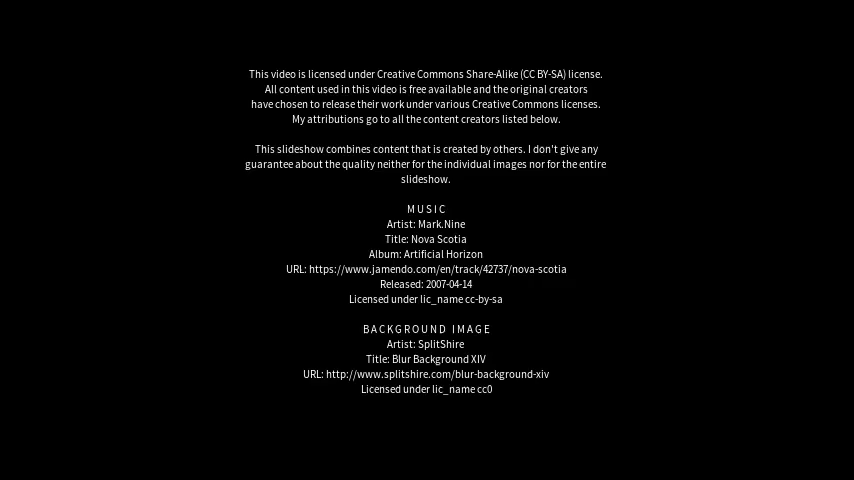 This video is licensed under Creative Commons Share-Alike (CC BY-SA) license.
All content used in this video is free available and the original creators
have chosen to release their work under various Creative Commons licenses.
My attributions go to all the content creators listed below.
This slideshow combines content that is created by others. I don't give any
guarantee about the quality neither for the individual images nor for the entire
slideshow.
MUSIC
Artist: Mark.Nine
Title: Nova Scotia
Album: Artificial Horizon
URL: https://www.jamendo.com/en/track/42737/nova-scotia
Released: 2007-04-14
Licensed under lic_name cc-by-sa
BACKGROUND IMAGE
Artist: SplitShire
Title: Blur Background XIV
URL: http://www.splitshire.com/blur-background-xiv
Licensed under lic_name cc0